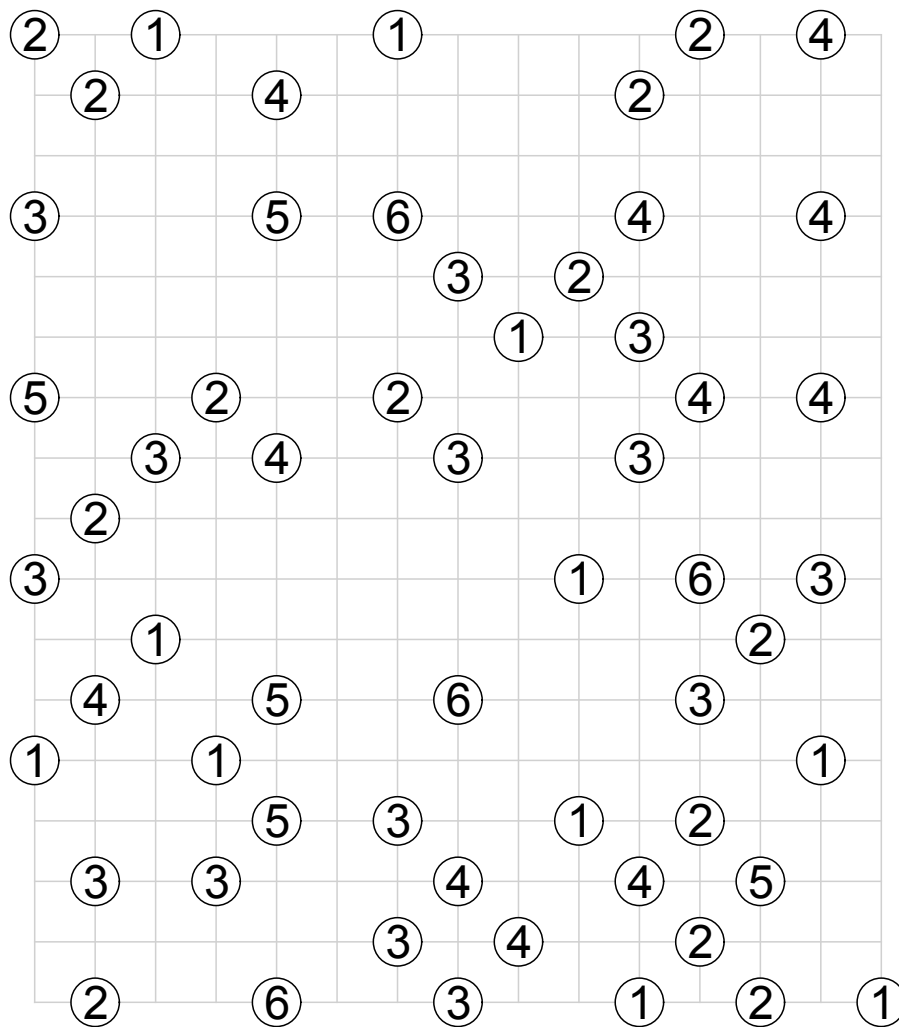 2 1 1 2 4
2 4 2
3 5 6 4 4
3 2
1 3
5 2 2 4 4
3 4 3 3
2
3 1 6 3
1 2
4 5 6 3
1 1 1
5 3 1 2
3 3 4 4 5
3 4 2
2 6 3 1 2 1